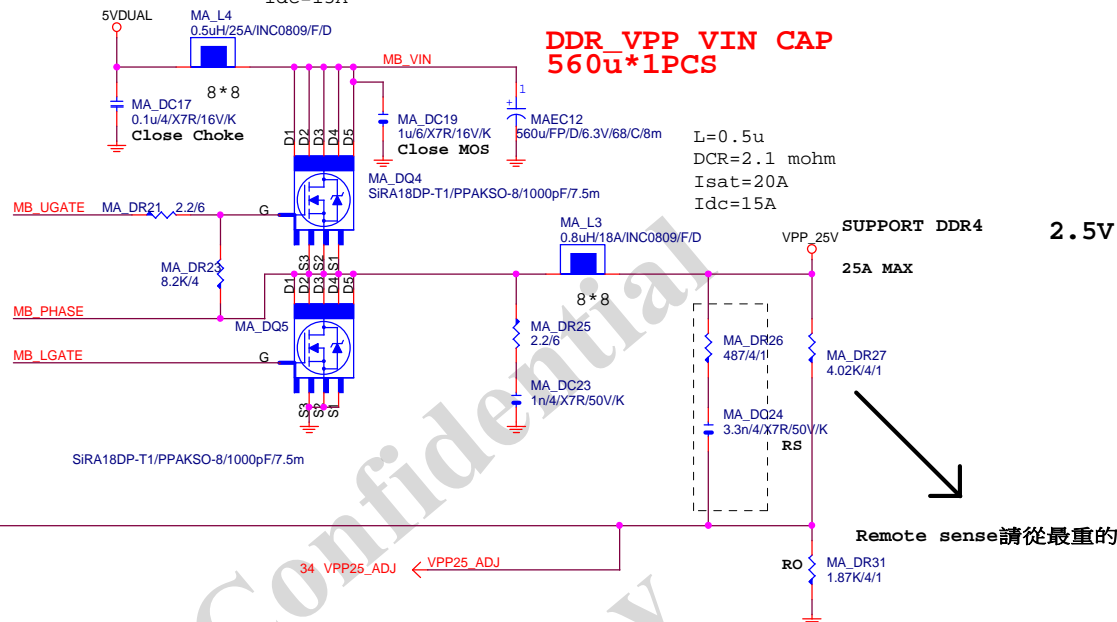 Idc=15A
5VDUAL
MA_L4
0.5uH/25A/INC0809/F/D
8*8
MB_VIN
DDR_VPP VIN CAP
560u*1PCS
MA_DC17
0.1u/4/X7R/16V/K
Close Choke
MA_DC19
1u/6/X7R/16V/K
Close MOS
1
+
MAEC12
560u/FP/D/6.3V/68/C/8m
D1
D2
D3
D4
D5
MA_DQ4
SiRA18DP-T1/PPAKSO-8/1000pF/7.5m
L=0.5u
DCR=2.1 mohm
Isat=20A
Idc=15A
MB_UGATE
MA_DR21
2.2/6
G
S3
S2
S1
MA_DR23
8.2K/4
MA_L3
0.8uH/18A/INC0809/F/D
8*8
VPP_25V
SUPPORT DDR4
2.5V
25A MAX
MB_PHASE
D1
D2
D3
D4
D5
MA_DQ5
MB_LGATE
G
S3
S2
S1
SiRA18DP-T1/PPAKSO-8/1000pF/7.5m
MA_DR25
2.2/6
MA_DC23
1n/4/X7R/50V/K
MA_DR26
487/4/1
MA_DC24
3.3n/4/X7R/50V/K
MA_DR27
4.02K/4/1
RS
Remote sense請從最重的
34 VPP25_ADJ
VPP25_ADJ
RO
MA_DR31
1.87K/4/1
Confidential
y